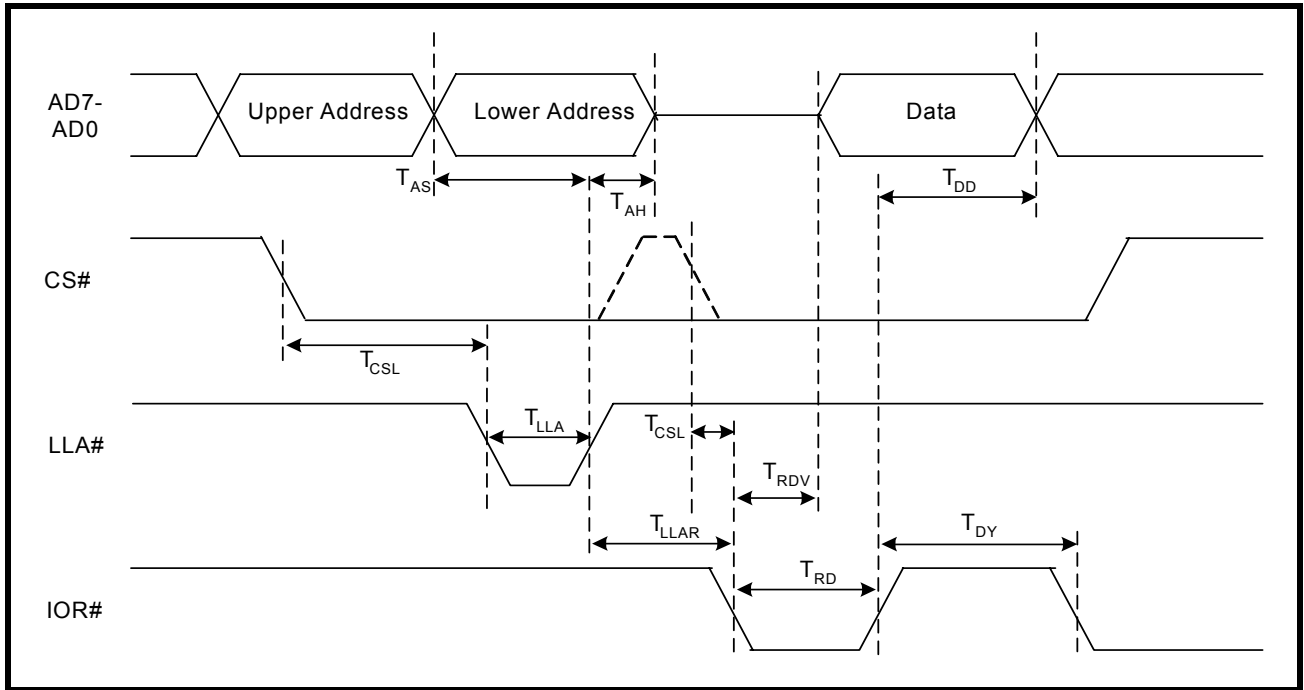 AD7-
AD0
Upper Address
Lower Address
Data
TAS
TAH
TDD
CS#
TCSL
LLA#
TLLA
TCSL
TRDV
TLLAR
TDY
IOR#
TRD